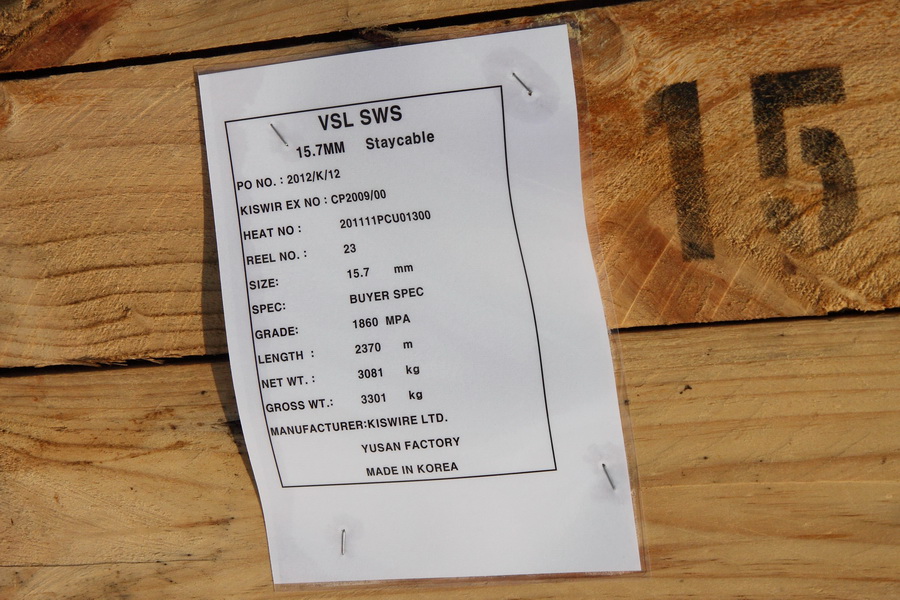 VSL SWS
15.7MM Staycable
PO NO. : 2012/K/12
KISWIR EX NO : CP2009/00
HEAT NO : 201111PCU01300
REEL NO. : 23
SIZE: 15.7 mm
SPEC: BUYER SPEC
GRADE: 1860 MPA
LENGTH : 2370 m
NET WT. : 3081 kg
GROSS WT.: 3301 kg
MANUFACTURER:KISWIRE LTD.
YUSAN FACTORY
MADE IN KOREA
15